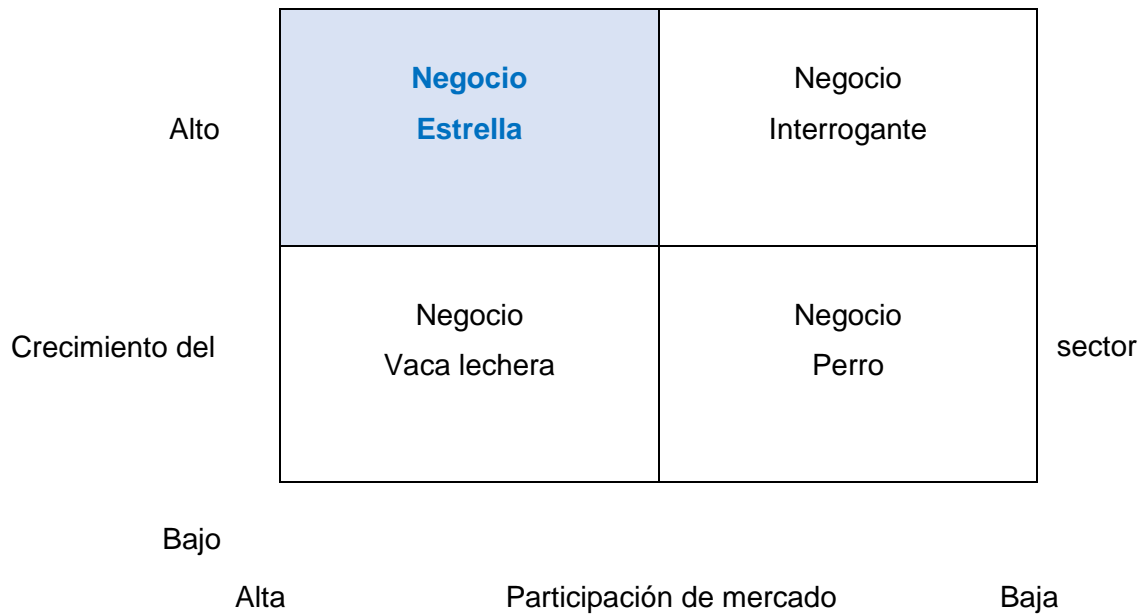 Negocio
Estrella
Negocio
Interrogante
Alto
Negocio
Vaca lechera
Negocio
Perro
Crecimiento del
sector
Bajo
Alta
Participación de mercado
Baja